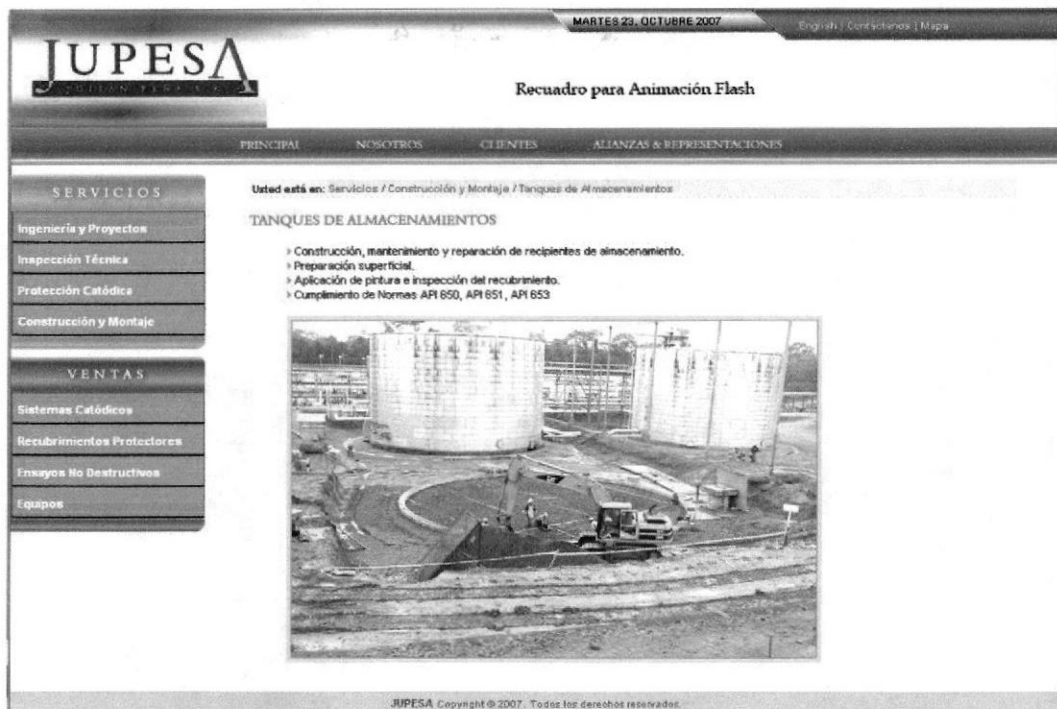 MARTES 23, OCTUBRE 2007
English | Contáctenos | Mapa
JUPESA
JULIAN PEÑA S.A.
Recuadro para Animación Flash
PRINCIPAL NOSOTROS CLIENTES ALIANZAS & REPRESENTACIONES
SERVICIOS
Ingeniería y Proyectos
Inspección Técnica
Protección Catódica
Construcción y Montaje
VENTAS
Sistemas Catódicos
Recubrimientos Protectores
Ensayos No Destructivos
Equipos
Usted está en: Servicios / Construcción y Montaje / Tanques de Almacenamientos
TANQUES DE ALMACENAMIENTOS
» Construcción, mantenimiento y reparación de recipientes de almacenamiento.
» Preparación superficial.
» Aplicación de pintura e inspección del recubrimiento.
» Cumplimiento de Normas API 650, API 651, API 653
JUPESA Copyright © 2007. Todos los derechos reservados.